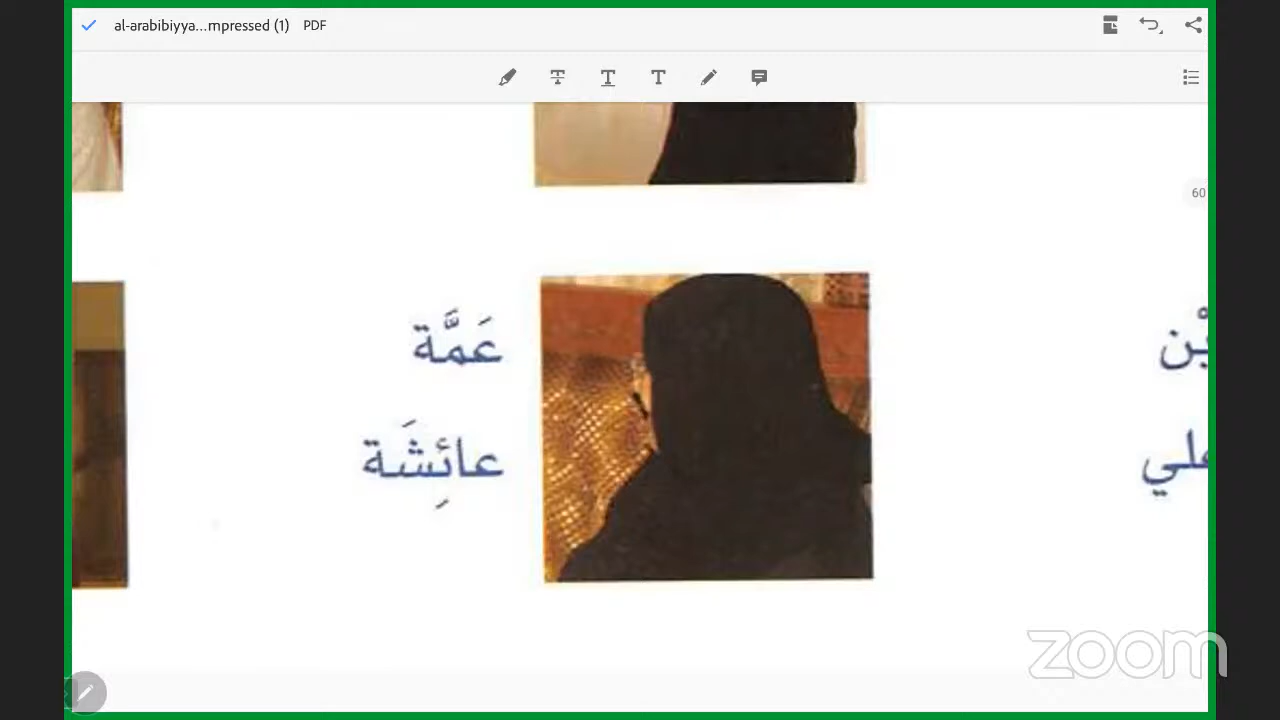 al-arabibiyya...mpressed (1) PDF
60
عَمَّة
عائِشَة
zoom